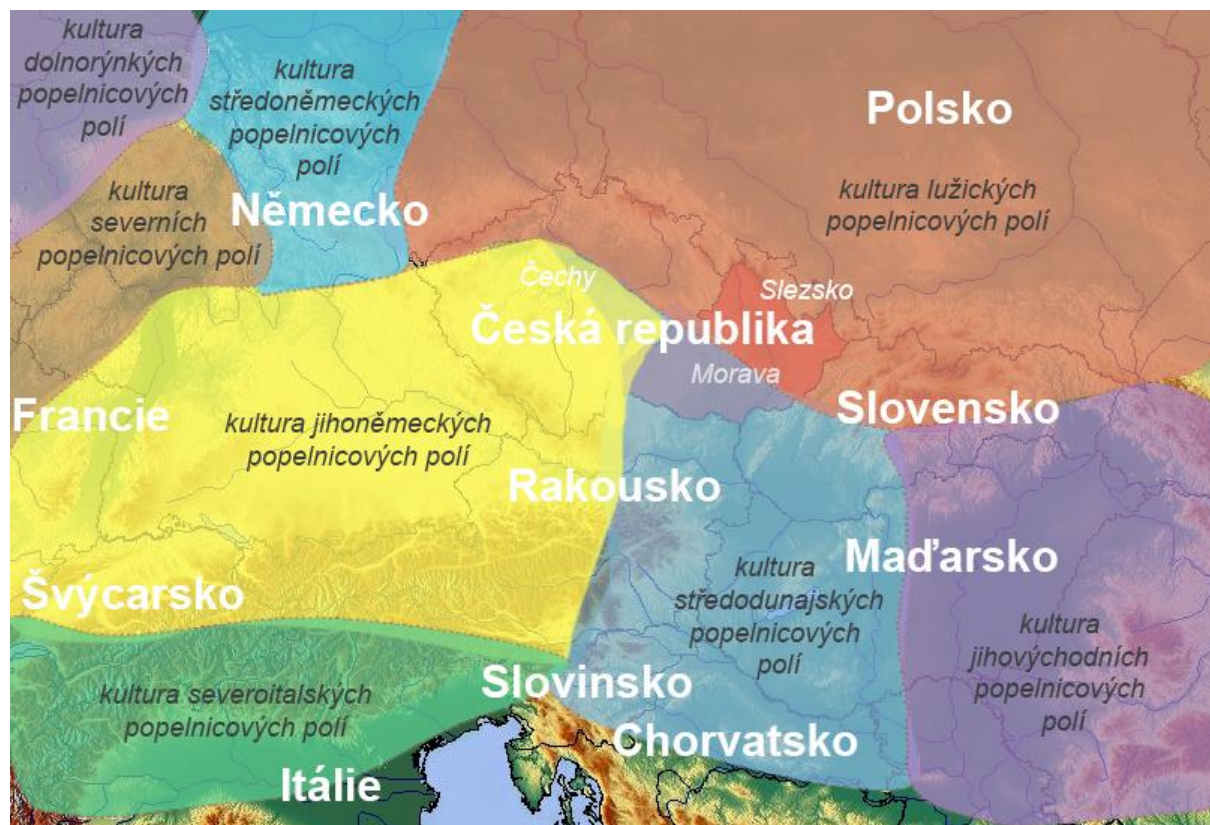 kultura
dolnorýnkých
popelnicových
polí
kultura
středoněmeckých
popelnicových
polí
Polsko
kultura
severních
popelnicových polí
Německo
kultura lužických
popelnicových polí
Čechy
Slezsko
Česká republika
Morava
Francie
kultura jihoněmeckých
popelnicových polí
Slovensko
Rakousko
Maďarsko
Švýcarsko
kultura
středodunajských
popelnicových
polí
kultura
jihovýchodních
popelnicových
polí
kultura severoitalských
popelnicových polí
Slovinsko
Chorvatsko
Itálie